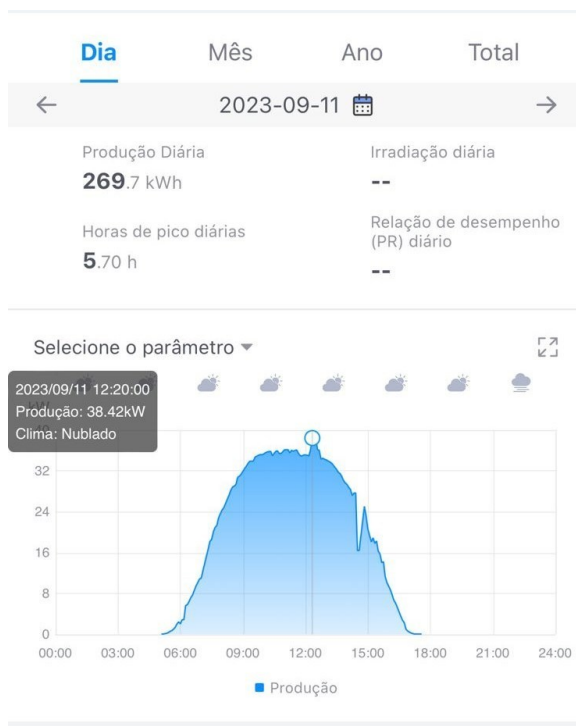 Dia Mês Ano Total
2023-09-11
Produção Diária Irradiação diária
269.7 kWh --
Horas de pico diárias Relação de desempenho (PR) diário
5.70 h --
Selecione o parâmetro
2023/09/11 12:20:00
Produção: 38.42kW
Clima: Nublado
kW
40
32
24
16
8
0
00:00 03:00 06:00 09:00 12:00 15:00 18:00 21:00 24:00
Produção